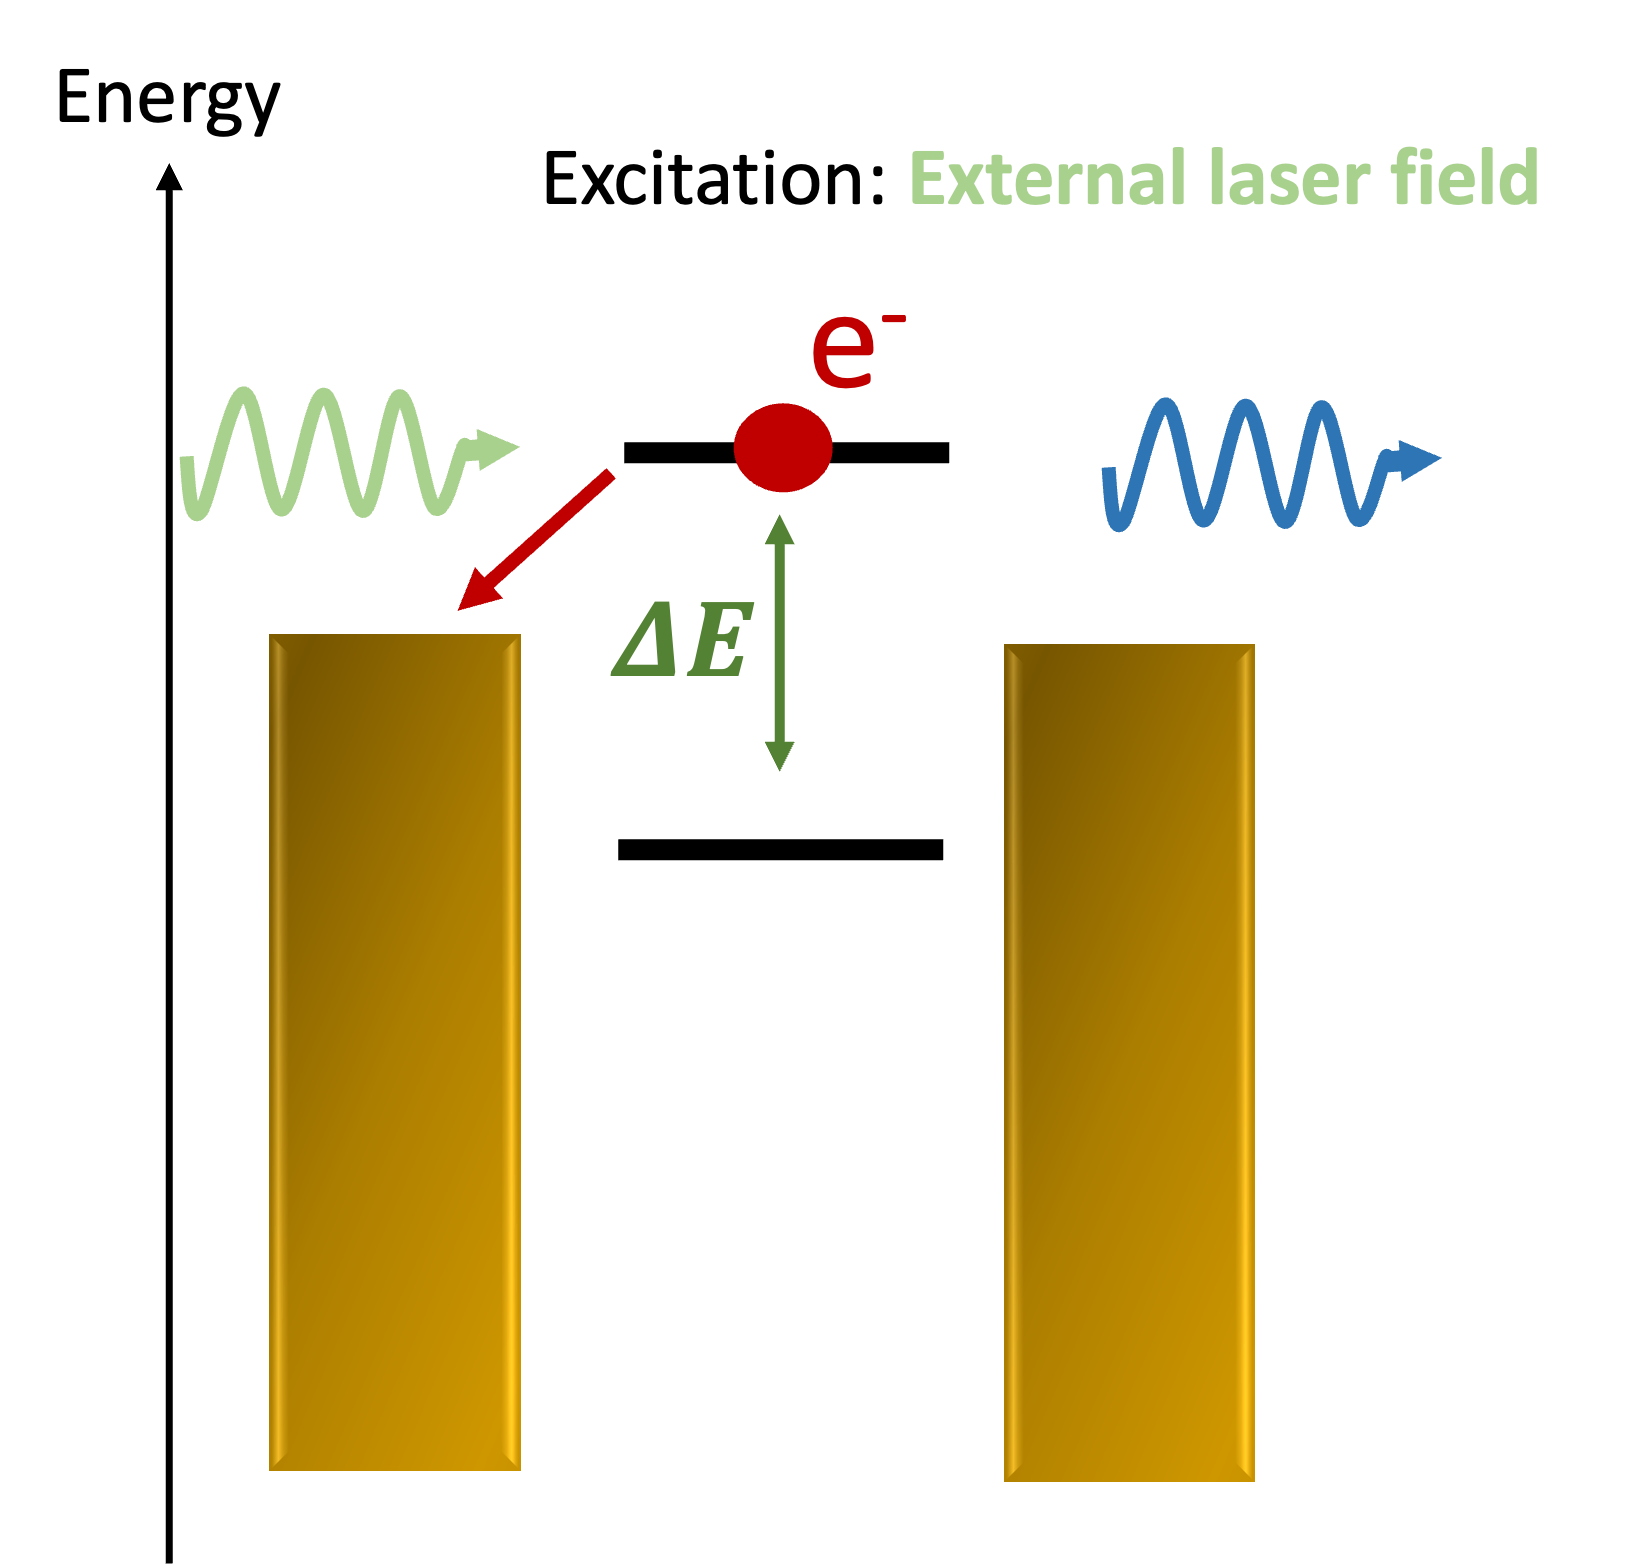 Energy
Excitation: External laser field
e-
ΔE